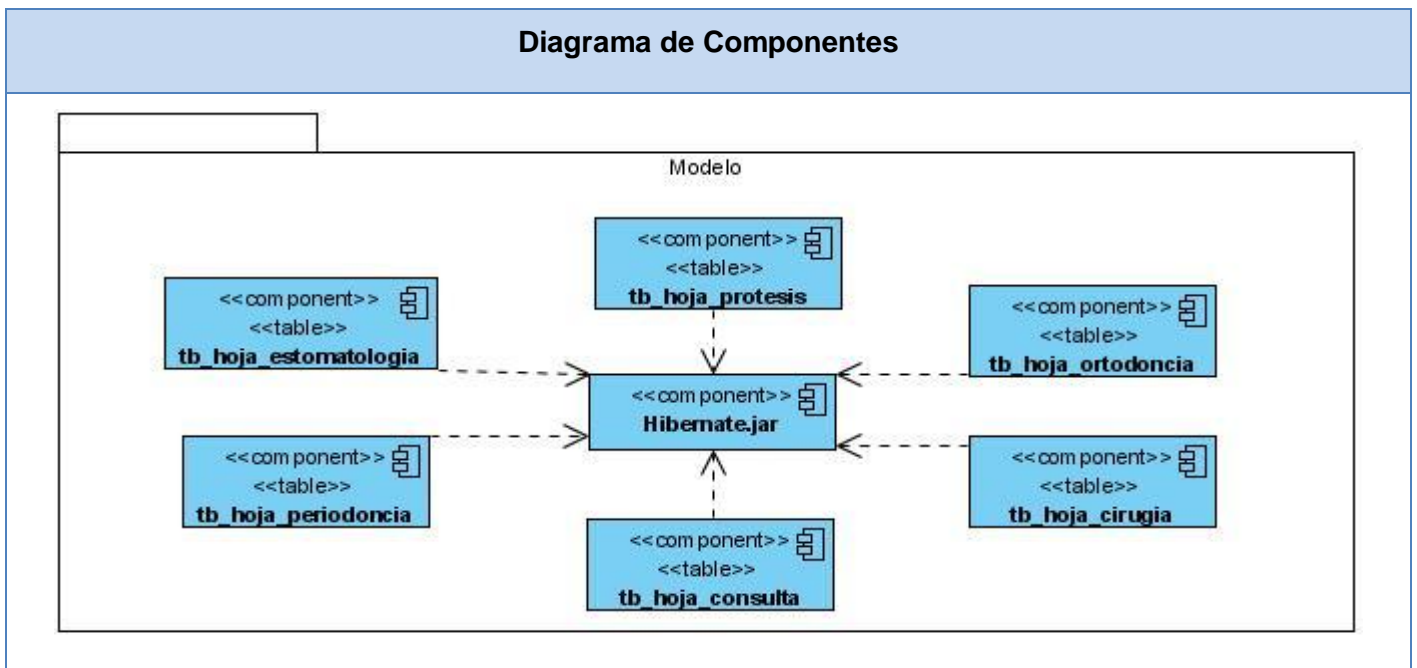 Diagrama de Componentes
Modelo
<<component>>
<<table>>
tb_hoja_protesis
<<component>>
<<table>>
tb_hoja_estomatologia
<<component>>
<<table>>
tb_hoja_ortodoncia
<<component>>
Hibernate.jar
<<component>>
<<table>>
tb_hoja_periodoncia
<<component>>
<<table>>
tb_hoja_cirugia
<<component>>
<<table>>
tb_hoja_consulta